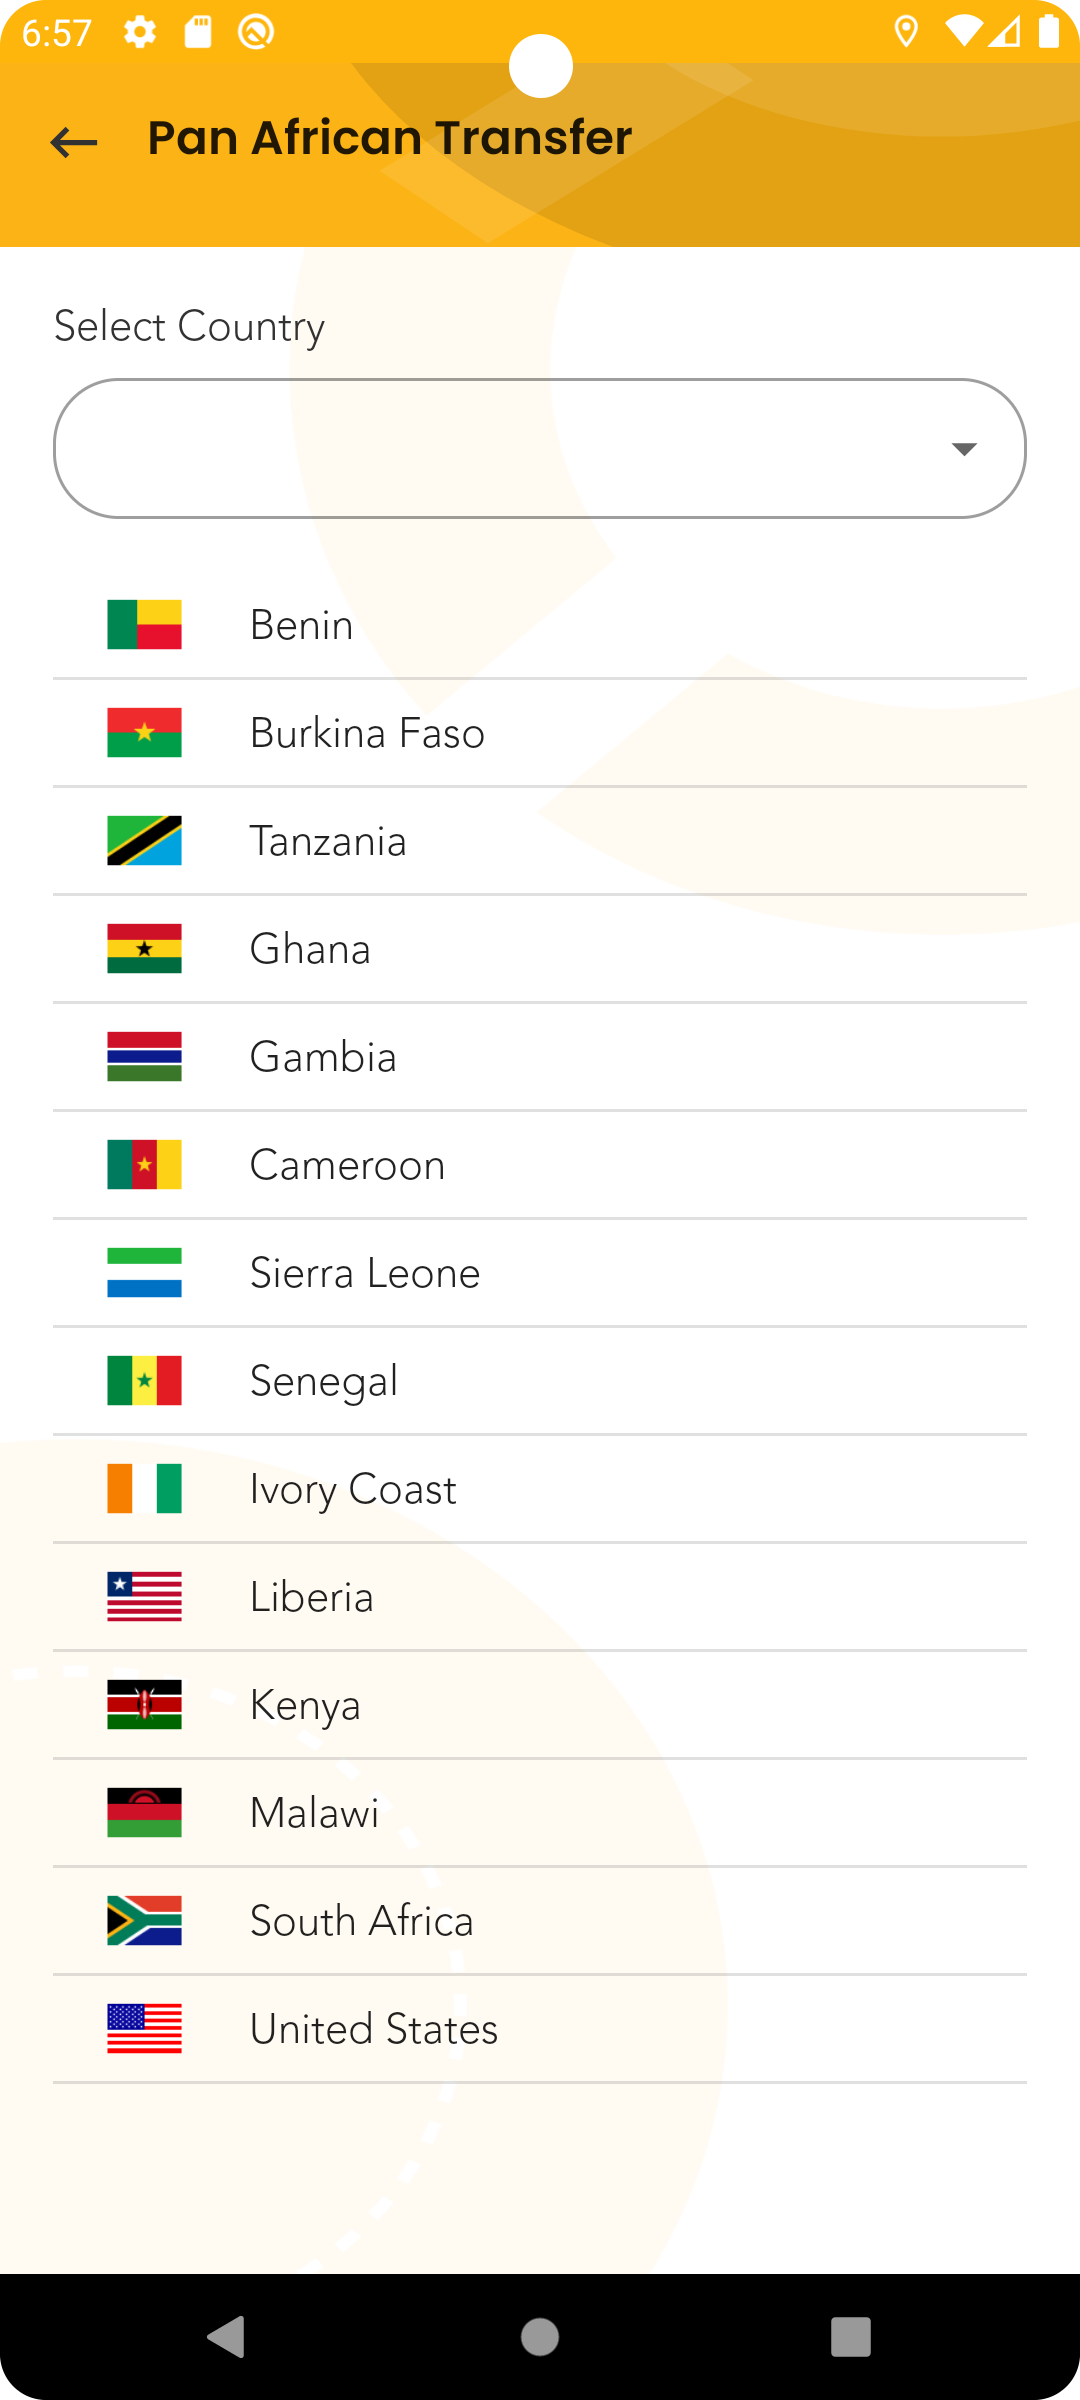 6:57
Pan African Transfer
Select Country
Benin
Burkina Faso
Tanzania
Ghana
Gambia
Cameroon
Sierra Leone
Senegal
Ivory Coast
Liberia
Kenya
Malawi
South Africa
United States